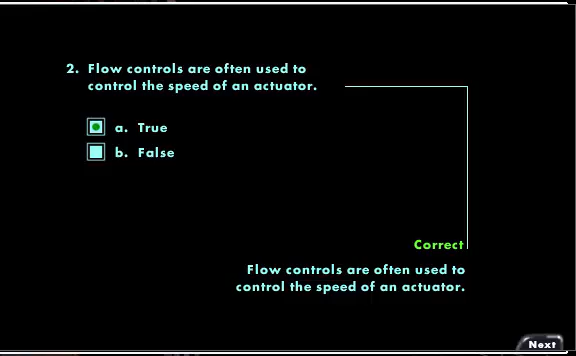 2. Flow controls are often used to
control the speed of an actuator.
a. True
b. False
Correct
Flow controls are often used to
control the speed of an actuator.
Next